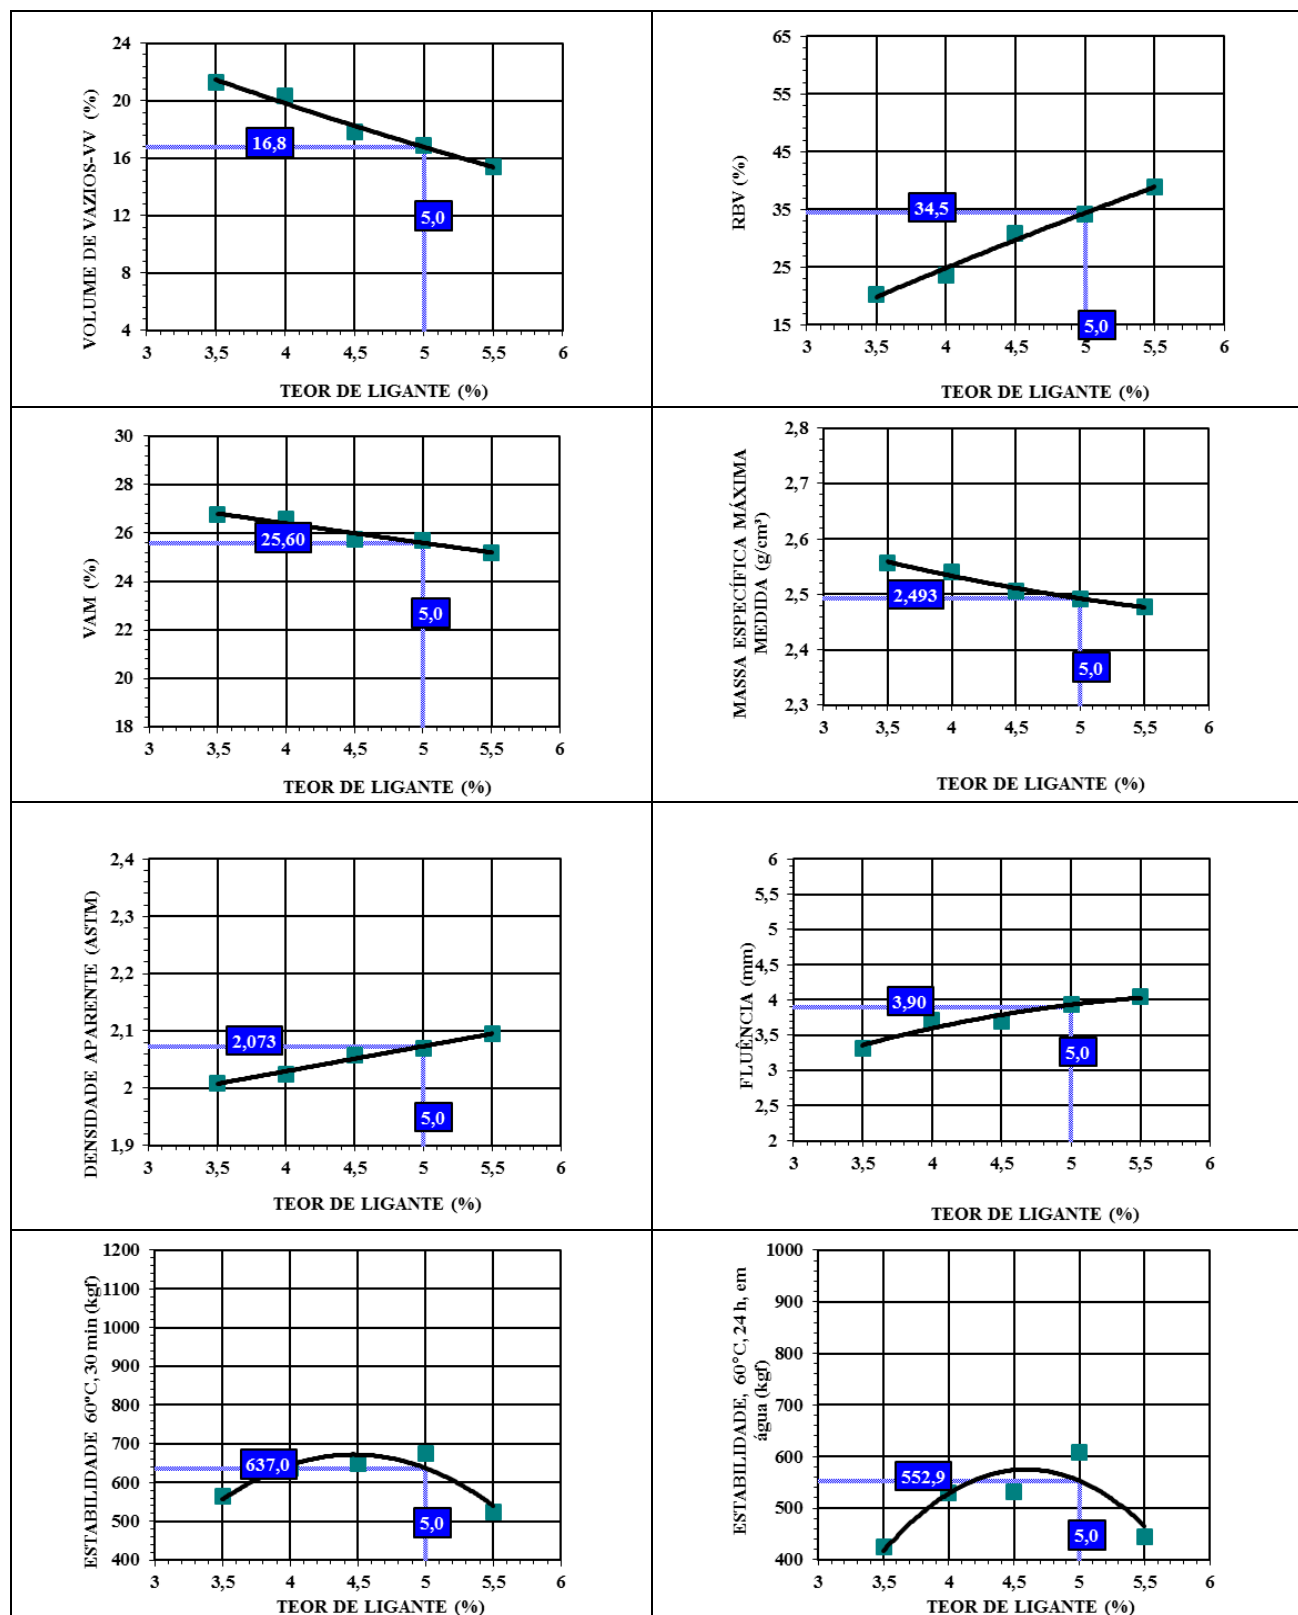 VOLUME DE VAZIOS-VV (%)
24
20
16
12
8
4
16,8
5,0
3 3,5 4 4,5 5 5,5 6
TEOR DE LIGANTE (%)
RBV (%)
65
55
45
35
25
15
34,5
5,0
3 3,5 4 4,5 5 5,5 6
TEOR DE LIGANTE (%)
VAM (%)
30
28
26
24
22
20
18
25,60
5,0
3 3,5 4 4,5 5 5,5 6
TEOR DE LIGANTE (%)
MASSA ESPECÍFICA MÁXIMA
MEDIDA (g/cm³)
2,8
2,7
2,6
2,5
2,4
2,3
2,493
5,0
3 3,5 4 4,5 5 5,5 6
TEOR DE LIGANTE (%)
DENSIDADE APARENTE (ASTM)
2,4
2,3
2,2
2,1
2
1,9
2,073
5,0
3 3,5 4 4,5 5 5,5 6
TEOR DE LIGANTE (%)
FLUÊNCIA (mm)
6
5,5
5
4,5
4
3,5
3
2,5
2
3,90
5,0
3 3,5 4 4,5 5 5,5 6
TEOR DE LIGANTE (%)
ESTABILIDADE 60ºC, 30 min (kgf)
1200
1100
1000
900
800
700
600
500
400
637,0
5,0
3 3,5 4 4,5 5 5,5 6
TEOR DE LIGANTE (%)
ESTABILIDADE, 60°C, 24 h, em
água (kgf)
1000
900
800
700
600
500
400
552,9
5,0
3 3,5 4 4,5 5 5,5 6
TEOR DE LIGANTE (%)